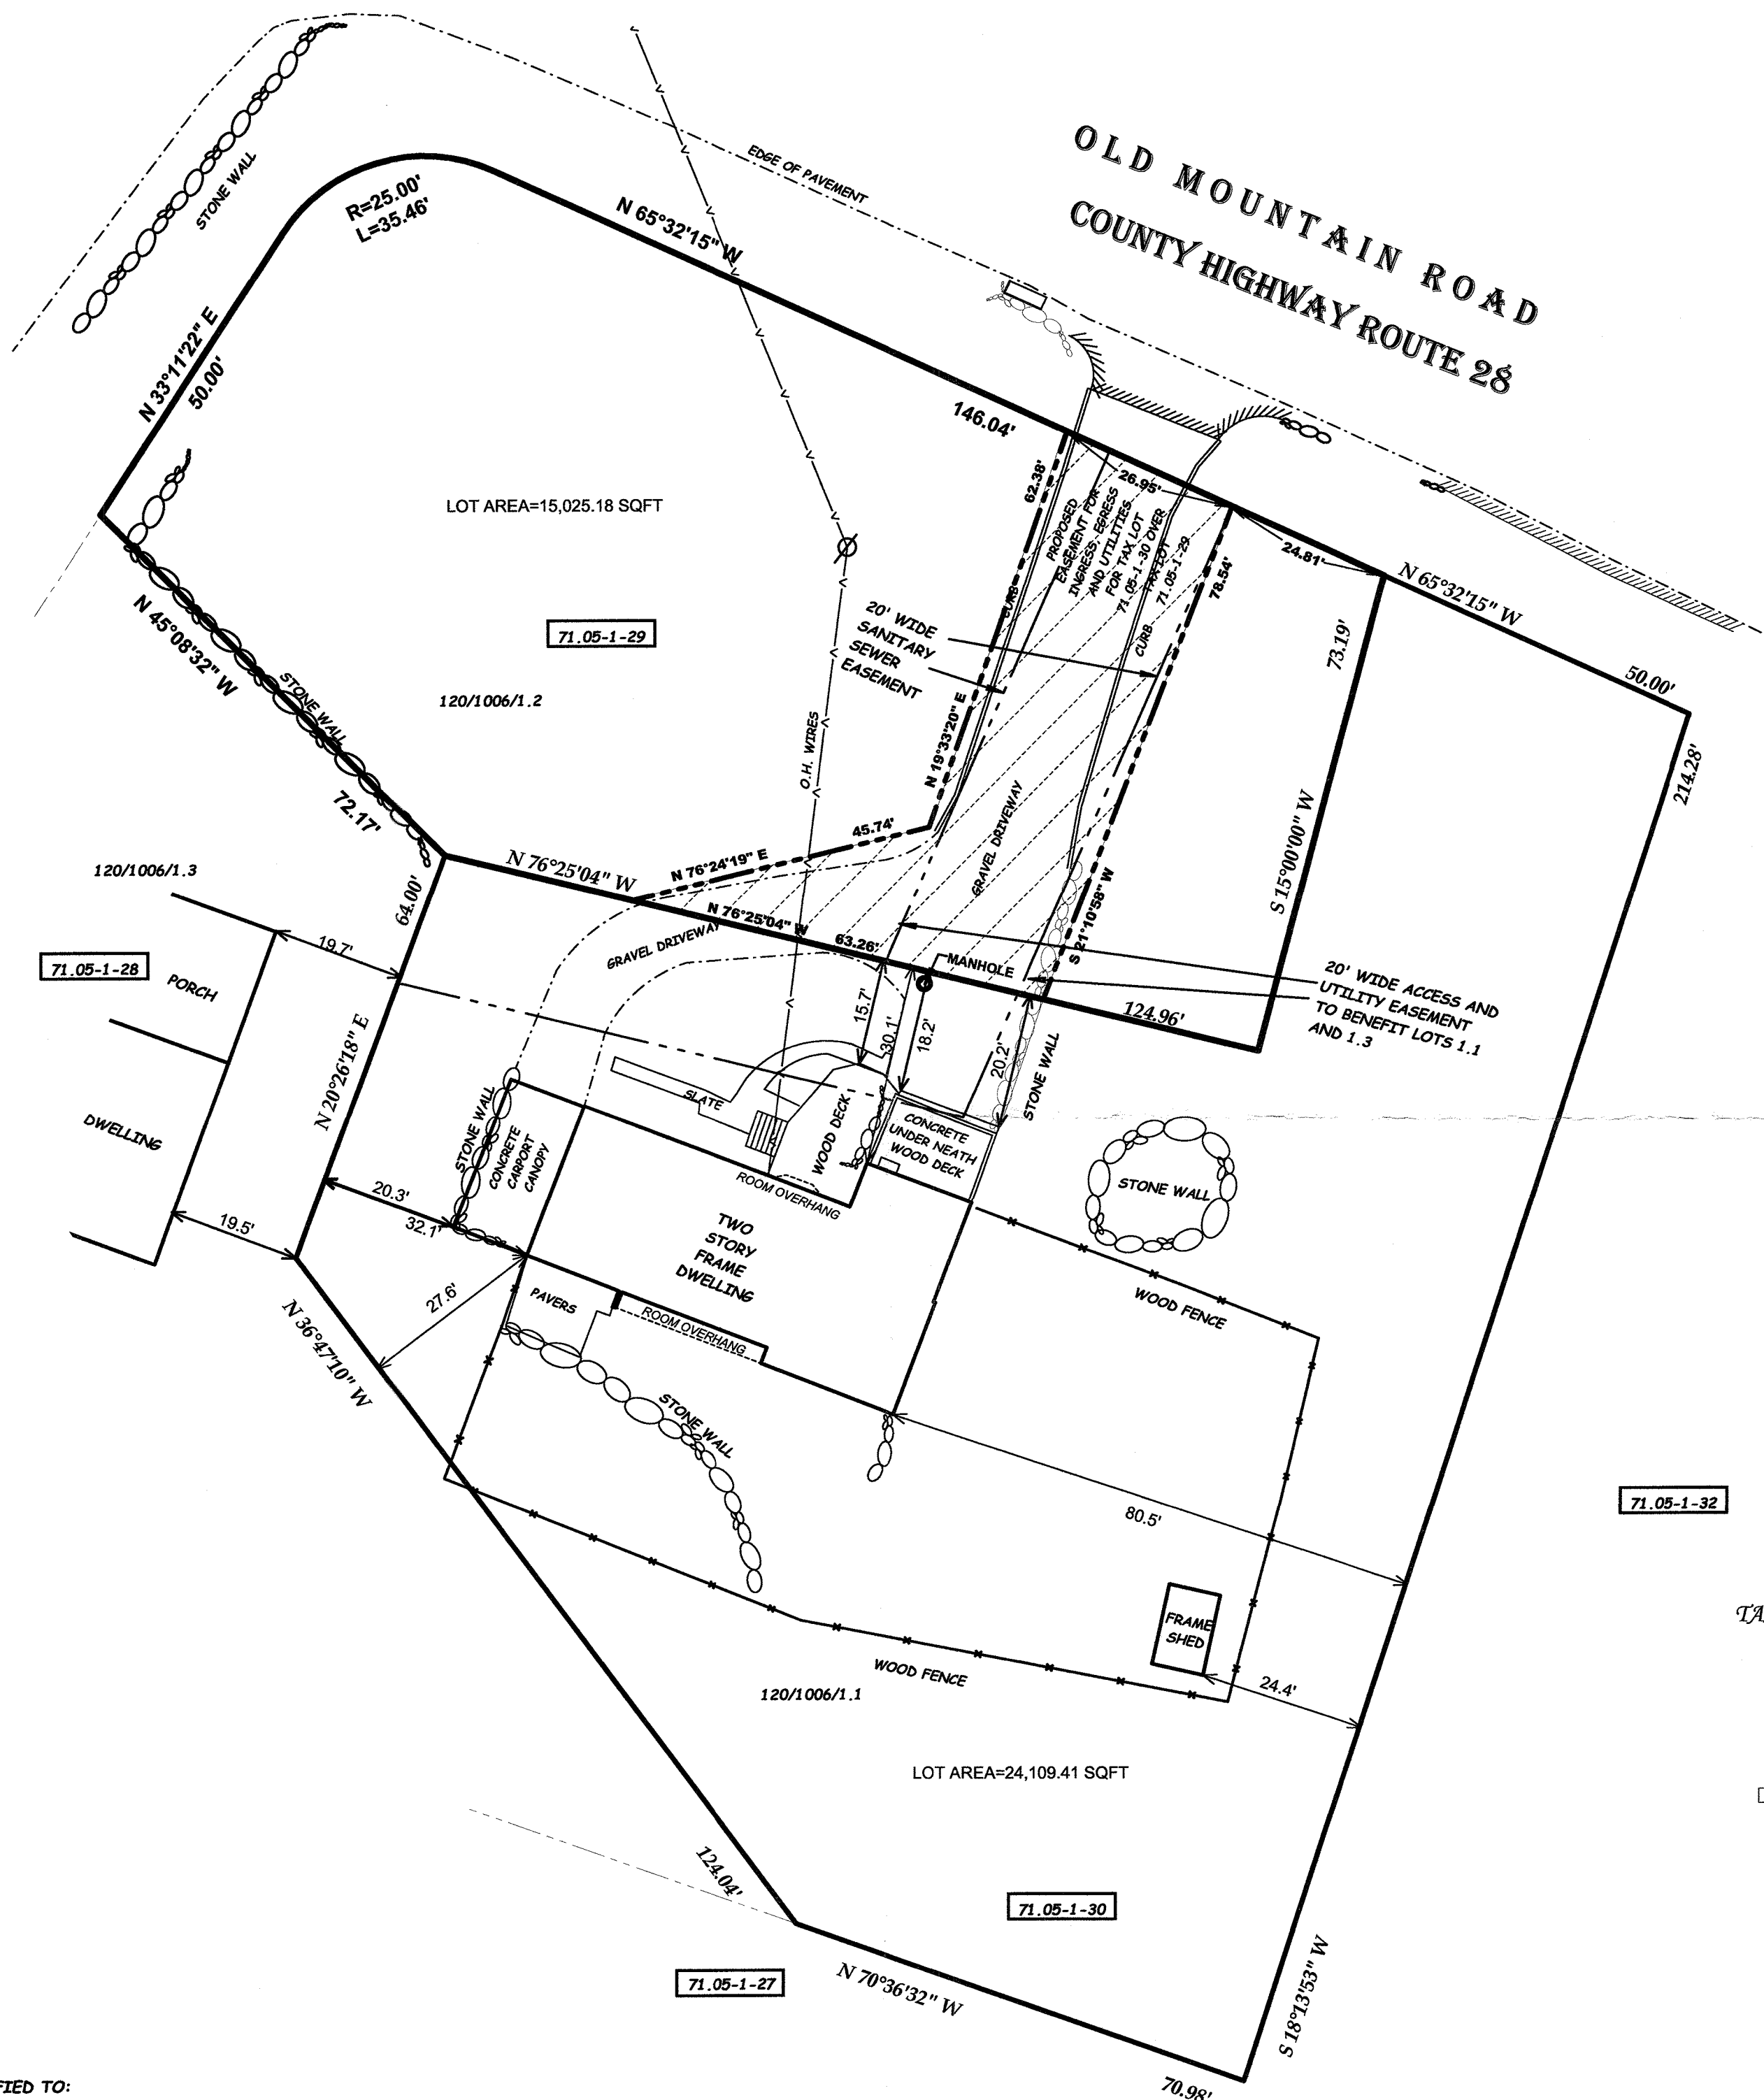 OLD MOUNTAIN ROAD
COUNTY HIGHWAY ROUTE 28
EDGE OF PAVEMENT
STONE WALL
R=25.00'
L=35.46'
N 65°32'15" W
N 33°11'22" E
50.00'
146.04'
LOT AREA=15,025.18 SQFT
62.38'
26.95'
PROPOSED
EASEMENT FOR
INGRESS, EGRESS
AND UTILITIES
FOR TAX LOT
71.05-1-30 OVER
TAX LOT
71.05-1-29
78.54'
24.81'
N 65°32'15" W
50.00'
73.19'
214.28'
CURB
CURB
71.05-1-29
20' WIDE
SANITARY
SEWER
EASEMENT
N 45°08'32" W
STONE WALL
72.17'
120/1006/1.2
O.H. WIRES
N 19°33'20" E
GRAVEL DRIVEWAY
S 15°00'00" W
45.74'
N 76°24'19" E
N 76°25'04" W
120/1006/1.3
64.00'
N 76°25'04" W
63.26'
S 21°10'58" W
GRAVEL DRIVEWAY
MANHOLE
71.05-1-28
19.7'
PORCH
20' WIDE ACCESS AND
UTILITY EASEMENT
TO BENEFIT LOTS 1.1
AND 1.3
124.96'
15.7'
30.1'
18.2'
20.2'
STONE WALL
N 20°26'18" E
DWELLING
SLATE
STONE WALL
CONCRETE
CARPORT
CANOPY
WOOD DECK
CONCRETE
UNDER NEATH
WOOD DECK
STONE WALL
ROOM OVERHANG
20.3'
32.1'
19.5'
TWO
STORY
FRAME
DWELLING
27.6'
PAVERS
ROOM OVERHANG
WOOD FENCE
N 36°47'10" W
STONE WALL
80.5'
71.05-1-32
FRAME
SHED
WOOD FENCE
24.4'
120/1006/1.1
LOT AREA=24,109.41 SQFT
124.04'
71.05-1-30
71.05-1-27
N 70°36'32" W
S 18°13'53" W
70.98'
FIED TO:
TA